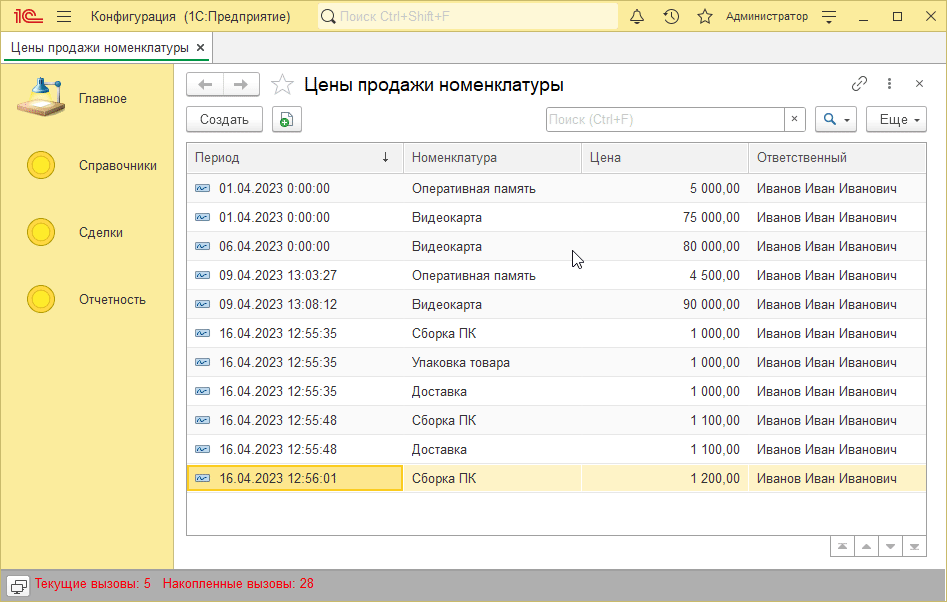 1С Конфигурация (1С:Предприятие) Поиск Ctrl+Shift+F Администратор
Цены продажи номенклатуры ×
Главное
Справочники
Сделки
Отчетность
Цены продажи номенклатуры
Создать Поиск (Ctrl+F) × Еще
Период ↓ Номенклатура Цена Ответственный
01.04.2023 0:00:00 Оперативная память 5 000,00 Иванов Иван Иванович
01.04.2023 0:00:00 Видеокарта 75 000,00 Иванов Иван Иванович
06.04.2023 0:00:00 Видеокарта 80 000,00 Иванов Иван Иванович
09.04.2023 13:03:27 Оперативная память 4 500,00 Иванов Иван Иванович
09.04.2023 13:08:12 Видеокарта 90 000,00 Иванов Иван Иванович
16.04.2023 12:55:35 Сборка ПК 1 000,00 Иванов Иван Иванович
16.04.2023 12:55:35 Упаковка товара 1 000,00 Иванов Иван Иванович
16.04.2023 12:55:35 Доставка 1 000,00 Иванов Иван Иванович
16.04.2023 12:55:48 Сборка ПК 1 100,00 Иванов Иван Иванович
16.04.2023 12:55:48 Доставка 1 100,00 Иванов Иван Иванович
16.04.2023 12:56:01 Сборка ПК 1 200,00 Иванов Иван Иванович
Текущие вызовы: 5 Накопленные вызовы: 28